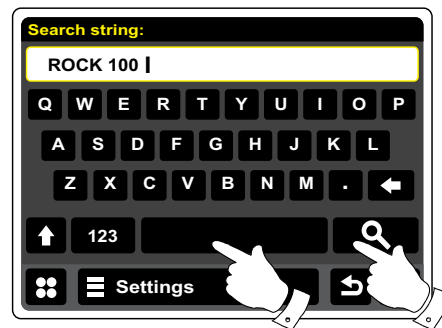 Search string:
ROCK 100
Q W E R T Y U I O P
A S D F G H J K L
Z X C V B N M .
123
Settings